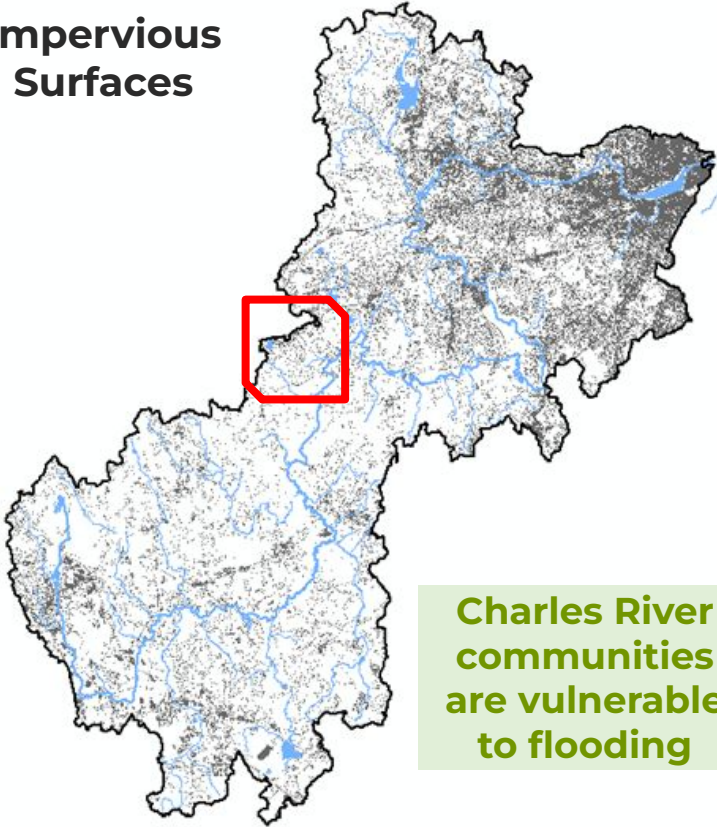 mpervious
Surfaces
Charles River
communities
are vulnerable
to flooding